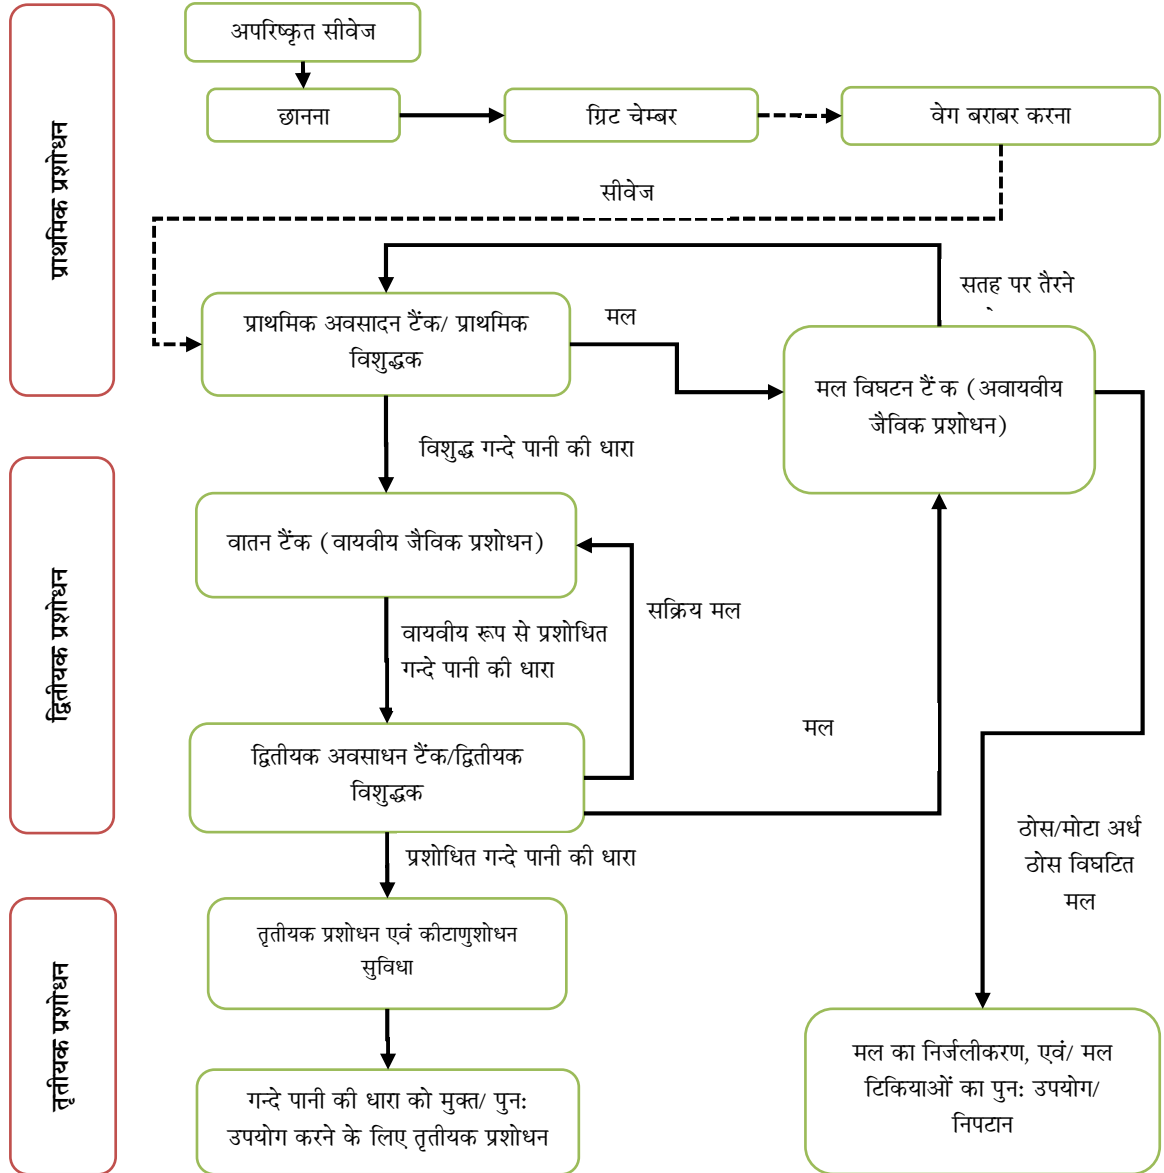 प्राथमिक प्रशोधन
अपरिष्कृत सीवेज
छानना
ग्रिट चेम्बर
वेग बराबर करना
सीवेज
सतह पर तैरने
प्राथमिक अवसादन टैंक/ प्राथमिक
विशुद्धक
मल
मल विघटन टैंक (अवायवीय
जैविक प्रशोधन)
विशुद्ध गन्दे पानी की धारा
द्वितीयक प्रशोधन
वातन टैंक (वायवीय जैविक प्रशोधन)
सक्रिय मल
वायवीय रूप से प्रशोधित
गन्दे पानी की धारा
मल
द्वितीयक अवसाधन टैंक/द्वितीयक
विशुद्धक
ठोस/मोटा अर्ध
ठोस विघटित
मल
प्रशोधित गन्दे पानी की धारा
तृतीयक प्रशोधन
तृतीयक प्रशोधन एवं कीटाणुशोधन
सुविधा
मल का निर्जलीकरण, एवं/ मल
टिकियाओं का पुन: उपयोग/
निपटान
गन्दे पानी की धारा को मुक्त/ पुन:
उपयोग करने के लिए तृतीयक प्रशोधन